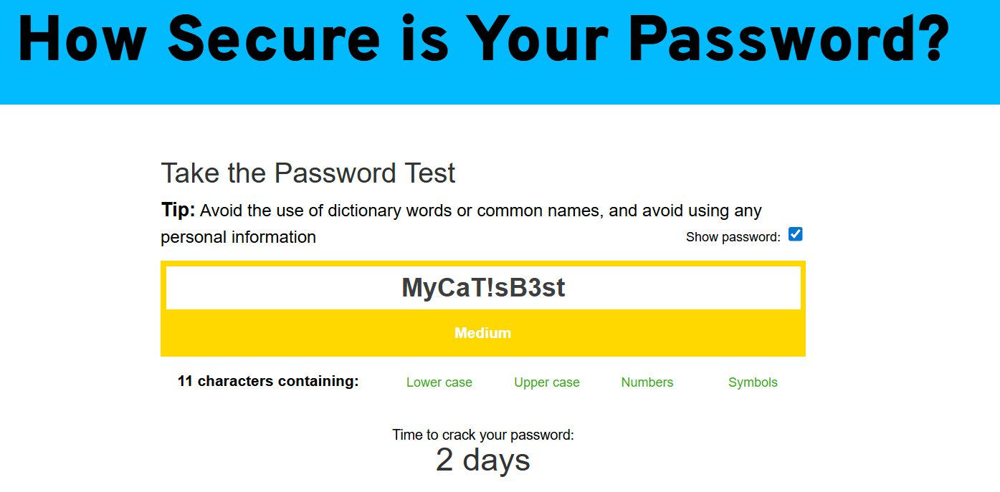 How Secure is Your Password?
Take the Password Test
Tip: Avoid the use of dictionary words or common names, and avoid using any
personal information
Show password:
MyCaT!sB3st
Medium
11 characters containing: Lower case Upper case Numbers Symbols
Time to crack your password:
2 days